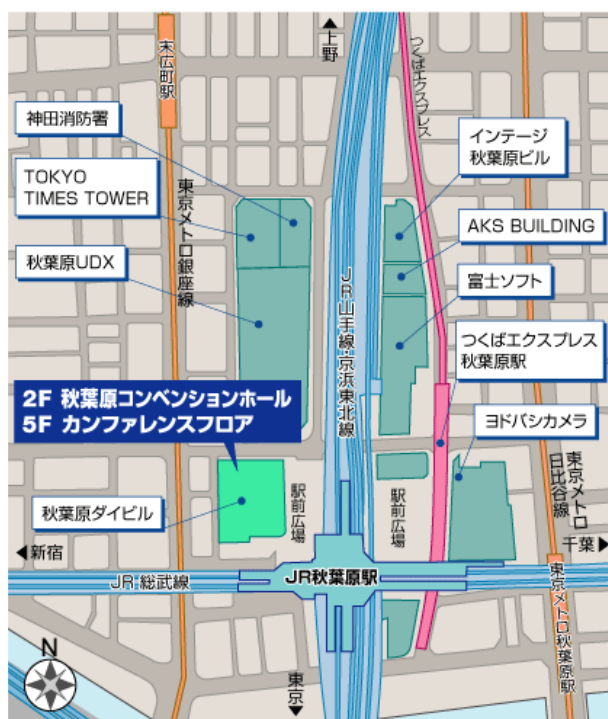 ▲
上野
末広町駅
つくばエクスプレス
神田消防署
インテージ
秋葉原ビル
TOKYO
TIMES TOWER
東京メトロ銀座線
AKS BUILDING
秋葉原UDX
JR山手線・京浜東北線
富士ソフト
つくばエクスプレス
秋葉原駅
2F 秋葉原コンベンションホール
5F カンファレンスフロア
ヨドバシカメラ
東京メトロ
日比谷線
秋葉原ダイビル
駅前広場
駅前広場
◀新宿
千葉▶
JR 総武線
JR秋葉原駅
東京メトロ秋葉原駅
N
東京
▼